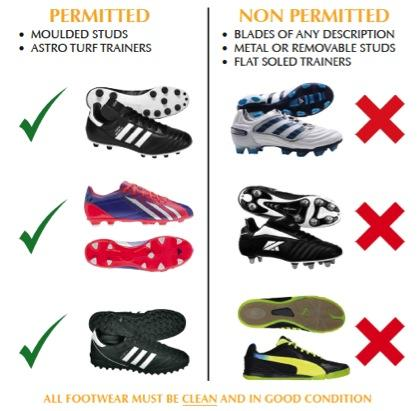 PERMITTED
• MOULDED STUDS
• ASTRO TURF TRAINERS
NON PERMITTED
• BLADES OF ANY DESCRIPTION
• METAL OR REMOVABLE STUDS
• FLAT SOLED TRAINERS
ALL FOOTWEAR MUST BE CLEAN AND IN GOOD CONDITION